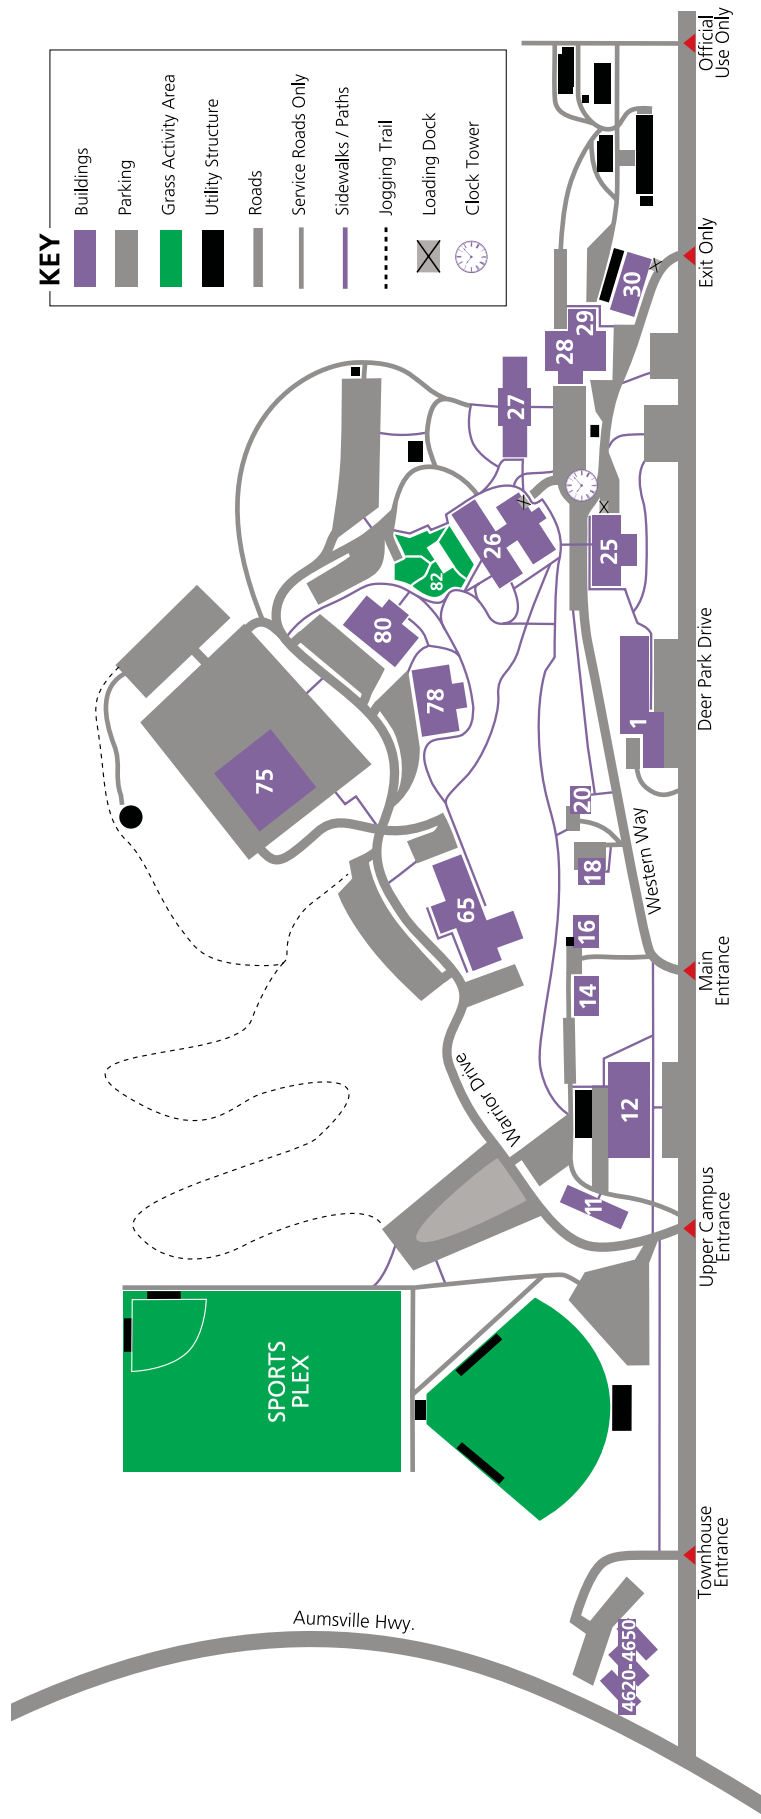 KEY
Buildings
Parking
Grass Activity Area
Utility Structure
Roads
Service Roads Only
Sidewalks / Paths
Jogging Trail
Loading Dock
Clock Tower
Official
Use Only
Exit Only
30
29
28
27
26
25
82
80
78
75
Deer Park Drive
1
20
18
Western Way
65
16
14
Main
Entrance
Warrior Drive
12
11
Upper Campus
Entrance
SPORTS
PLEX
Townhouse
Entrance
Aumsville Hwy.
4620-4650